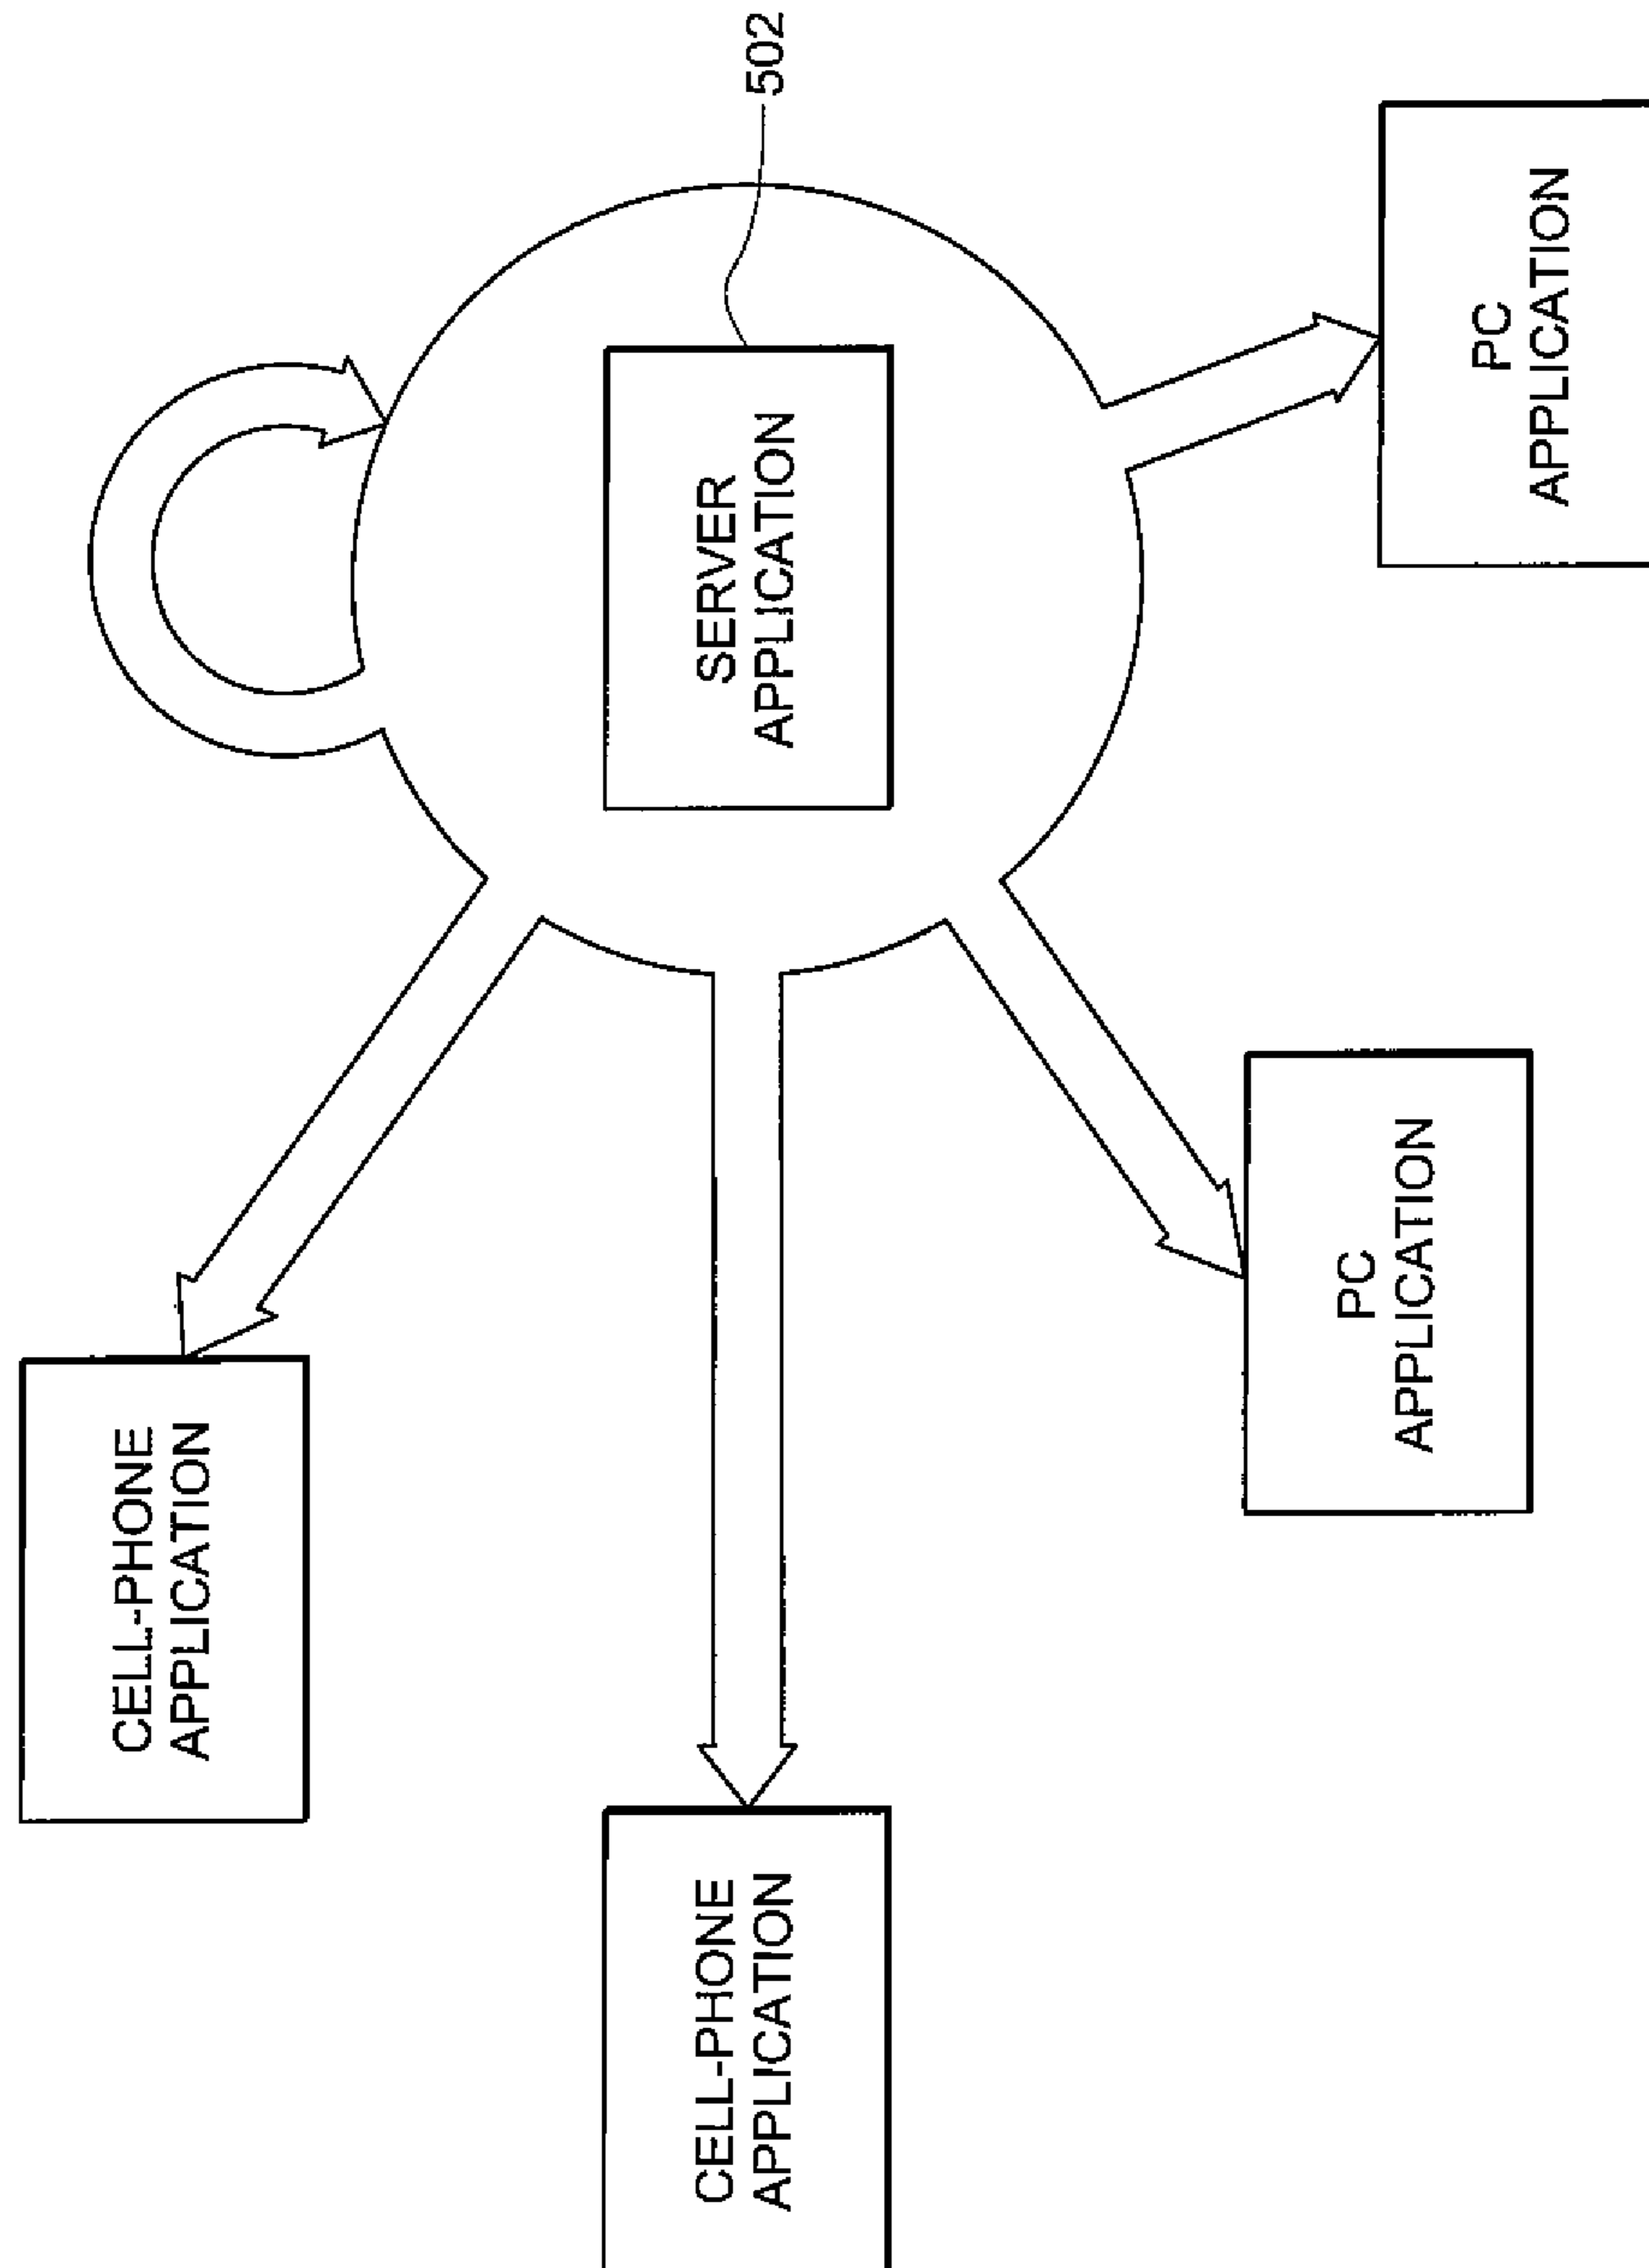 CELL-PHONE
APPLICATION
CELL-PHONE
APPLICATION
SERVER
APPLICATION
502
PC
APPLICATION
PC
APPLICATION